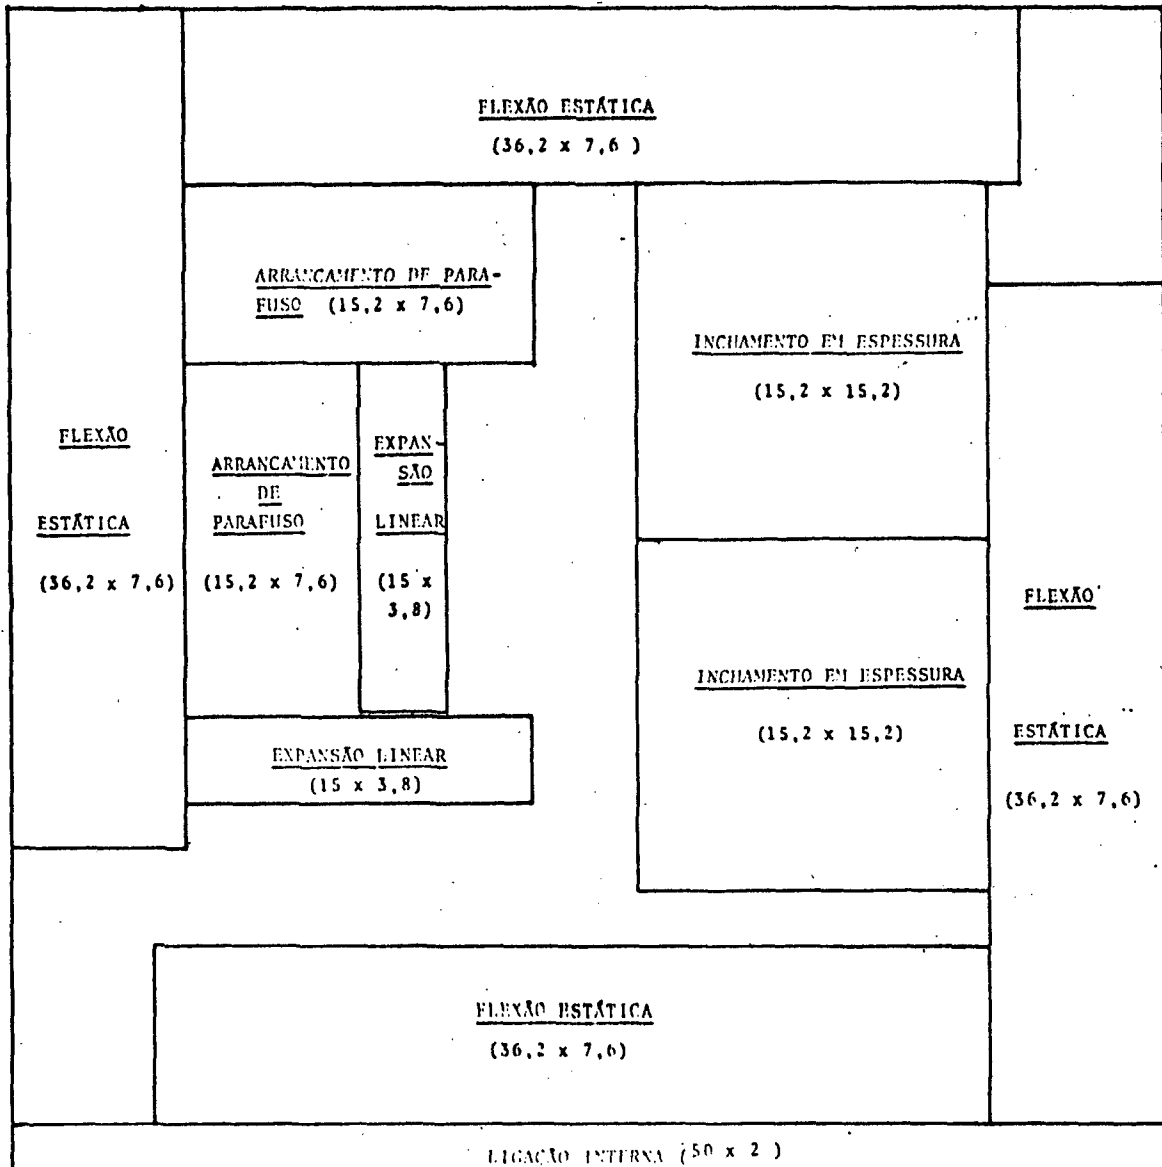 FLEXÃO ESTÁTICA
(36,2 x 7,6 )
ARRANCAMENTO DE PARA-
FUSO (15,2 x 7,6)
INCHAMENTO EM ESPESSURA
(15,2 x 15,2)
FLEXÃO
ESTÁTICA
(36,2 x 7,6)
ARRANCAMENTO
DE
PARAFUSO
(15,2 x 7,6)
EXPAN-
SÃO
LINEAR
(15 x
3,8)
FLEXÃO
ESTÁTICA
(36,2 x 7,6)
INCHAMENTO EM ESPESSURA
(15,2 x 15,2)
EXPANSÃO LINEAR
(15 x 3,8)
FLEXÃO ESTÁTICA
(36,2 x 7,6)
LIGAÇÃO INTERNA (50 x 2 )